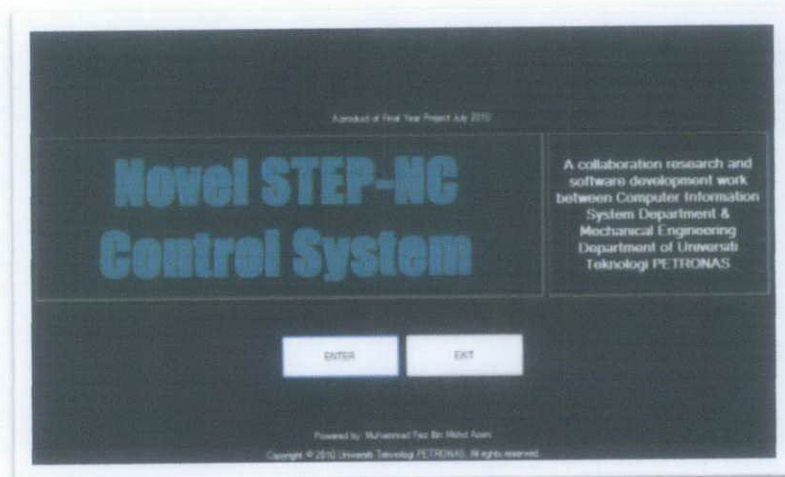 A product of Final Year Project July 2010
Novel STEP-NC
Control System
A collaboration research and
software development work
between Computer Information
System Department &
Mechanical Engineering
Department of Universiti
Teknologi PETRONAS
ENTER
EXIT
Powered by: Muhammad Faiz Bin Mohd
Copyright © 2010 Universiti Teknologi PETRONAS. All rights reserved.